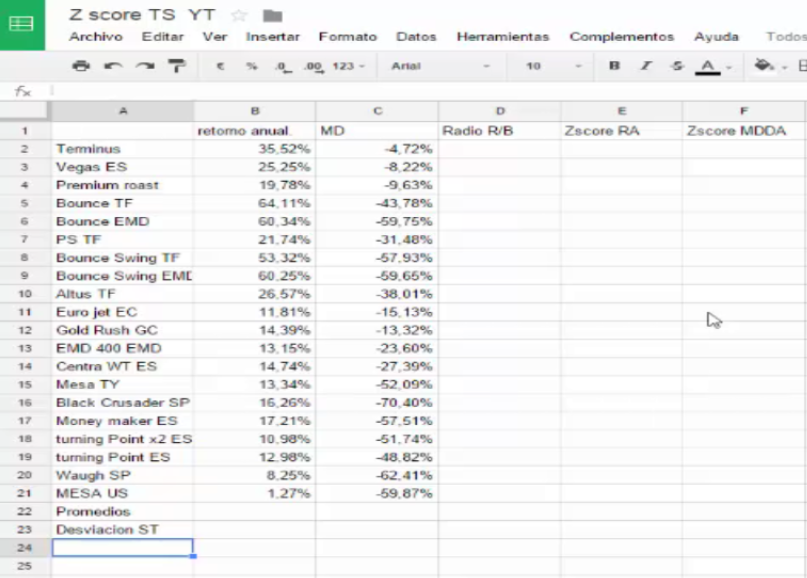 Z score TS YT
Archivo Editar Ver Insertar Formato Datos Herramientas Complementos Ayuda Todos
€ % .0 .00 123 Arial 10 B I S A
fx
A B C D E F
1 retorno anual. MD Radio R/B Zscore RA Zscore MDDA
2 Terminus 35,52% -4,72%
3 Vegas ES 25,25% -8,22%
4 Premium roast 19,78% -9,63%
5 Bounce TF 64,11% -43,78%
6 Bounce EMD 60,34% -59,75%
7 PS TF 21,74% -31,48%
8 Bounce Swing TF 53,32% -57,93%
9 Bounce Swing EMD 60,25% -59,65%
10 Altus TF 26,57% -38,01%
11 Euro jet EC 11,81% -15,13%
12 Gold Rush GC 14,39% -13,32%
13 EMD 400 EMD 13,15% -23,60%
14 Centra WT ES 14,74% -27,39%
15 Mesa TY 13,34% -52,09%
16 Black Crusader SP 16,26% -70,40%
17 Money maker ES 17,21% -57,51%
18 turning Point x2 ES 10,98% -51,74%
19 turning Point ES 12,98% -48,82%
20 Waugh SP 8,25% -62,41%
21 MESA US 1,27% -59,87%
22 Promedios
23 Desviacion ST
24
25